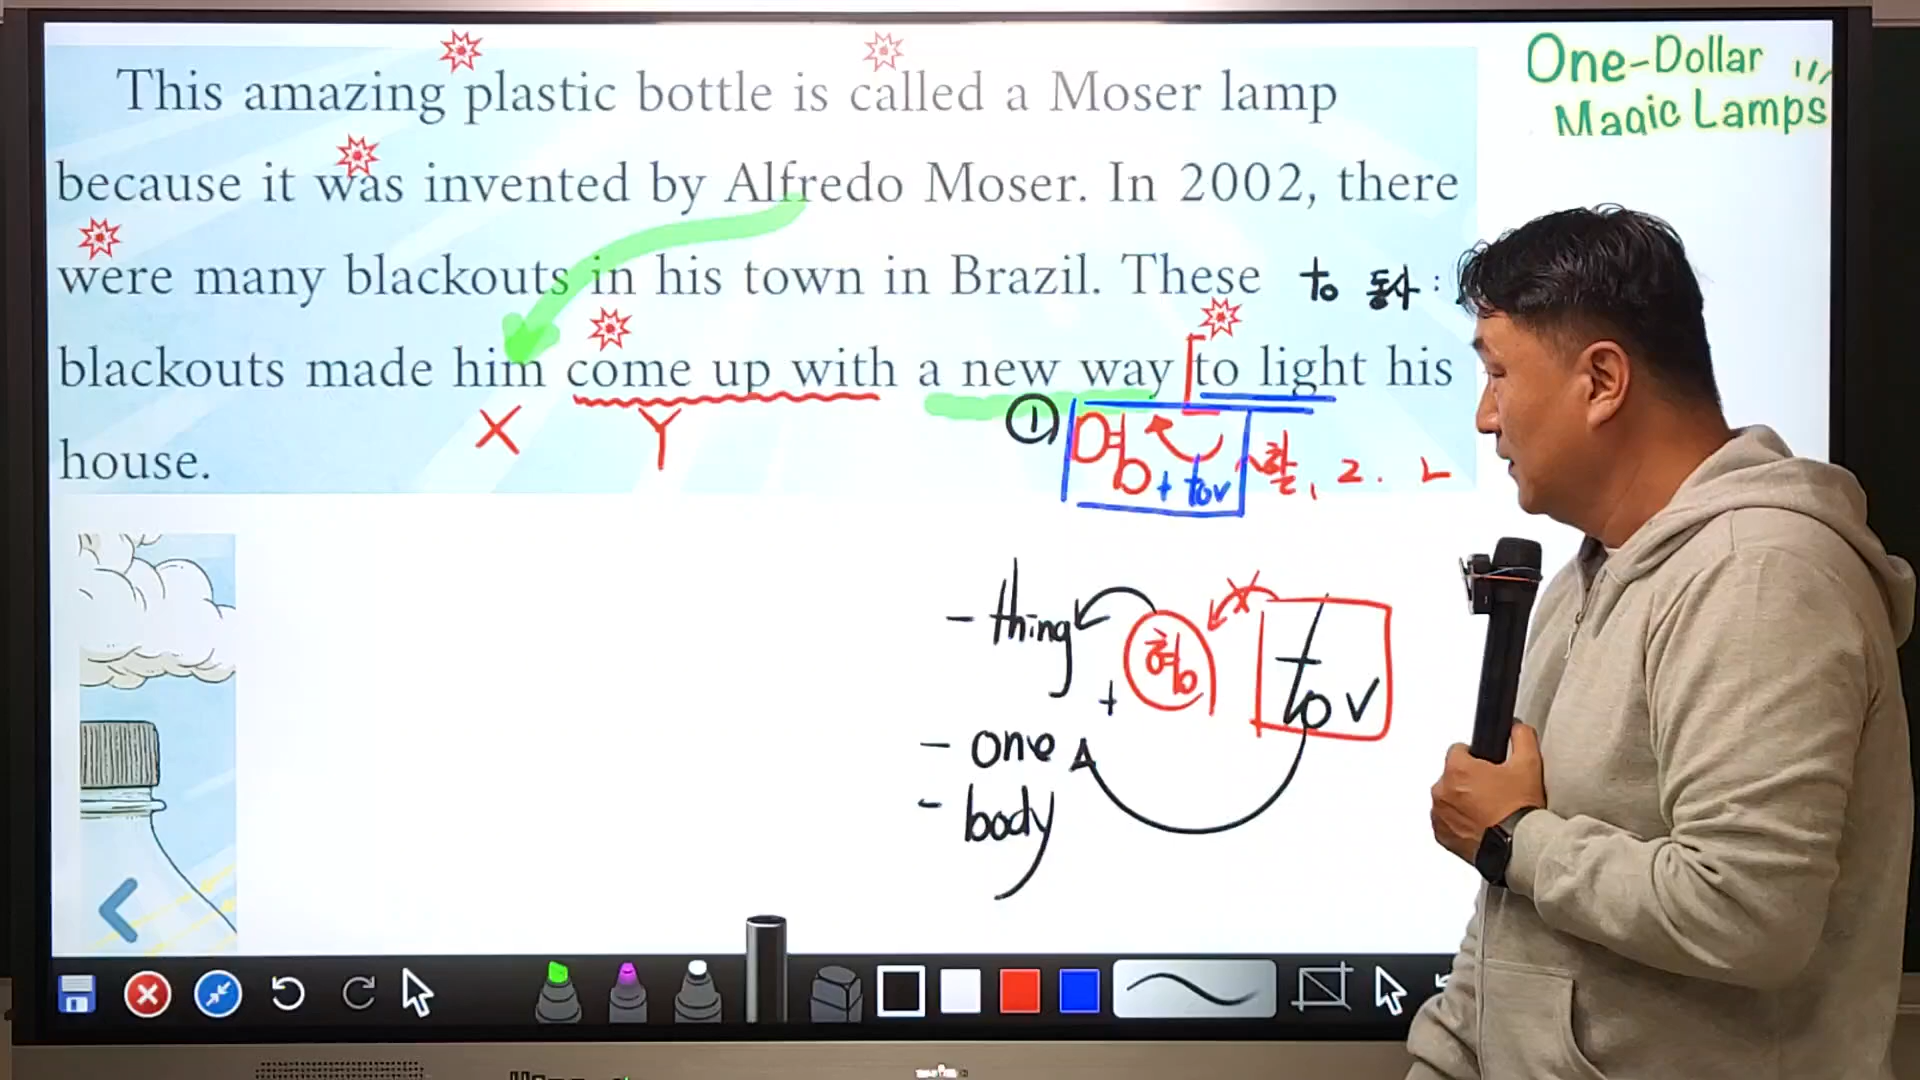 This amazing plastic bottle is called a Moser lamp
because it was invented by Alfredo Moser. In 2002, there
were many blackouts in his town in Brazil. These
blackouts made him come up with a new way to light his
house.
One-Dollar
Magic Lamps
to 동사 :
X Y
① 명 + to v
할, ㄹ. ㄴ
- thing
+ 형 to v
- one
- body